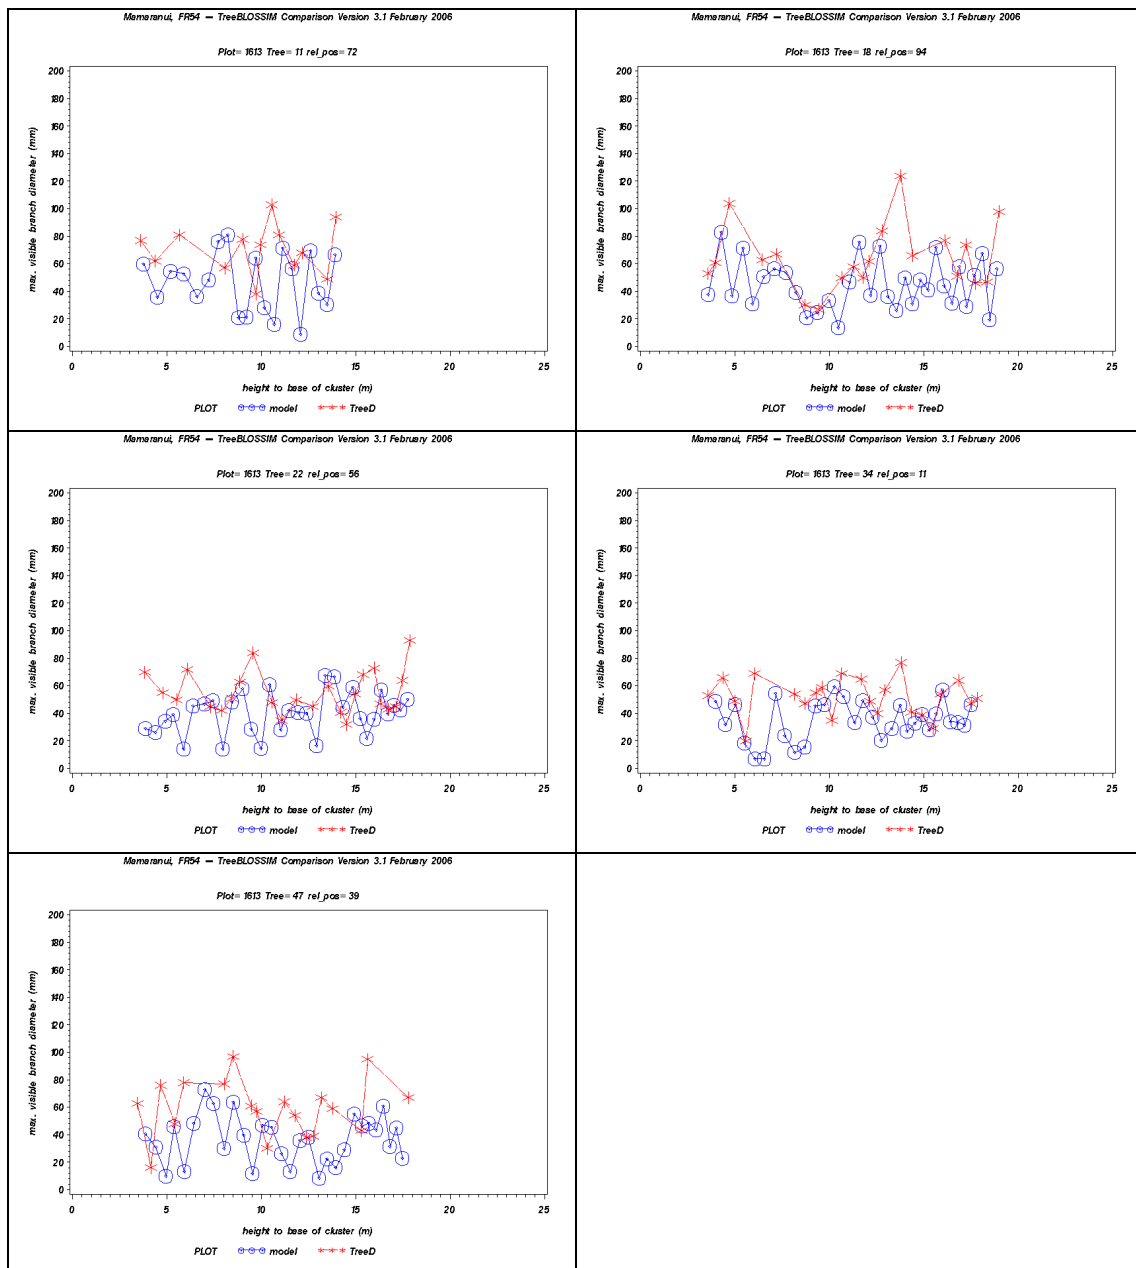 Mamaranui, FR54 — TreeBLOSSIM Comparison Version 3.1 February 2006
Plot= 1613 Tree= 11 rel_pos= 72
200
180
160
140
120
100
80
60
40
20
0
max. visible branch diameter (mm)
0 5 10 15 20 25
height to base of cluster (m)
PLOT model TreeD
Mamaranui, FR54 — TreeBLOSSIM Comparison Version 3.1 February 2006
Plot= 1613 Tree= 18 rel_pos= 94
200
180
160
140
120
100
80
60
40
20
0
max. visible branch diameter (mm)
0 5 10 15 20 25
height to base of cluster (m)
PLOT model TreeD
Mamaranui, FR54 — TreeBLOSSIM Comparison Version 3.1 February 2006
Plot= 1613 Tree= 22 rel_pos= 56
200
180
160
140
120
100
80
60
40
20
0
max. visible branch diameter (mm)
0 5 10 15 20 25
height to base of cluster (m)
PLOT model TreeD
Mamaranui, FR54 — TreeBLOSSIM Comparison Version 3.1 February 2006
Plot= 1613 Tree= 34 rel_pos= 11
200
180
160
140
120
100
80
60
40
20
0
max. visible branch diameter (mm)
0 5 10 15 20 25
height to base of cluster (m)
PLOT model TreeD
Mamaranui, FR54 — TreeBLOSSIM Comparison Version 3.1 February 2006
Plot= 1613 Tree= 47 rel_pos= 39
200
180
160
140
120
100
80
60
40
20
0
max. visible branch diameter (mm)
0 5 10 15 20 25
height to base of cluster (m)
PLOT model TreeD